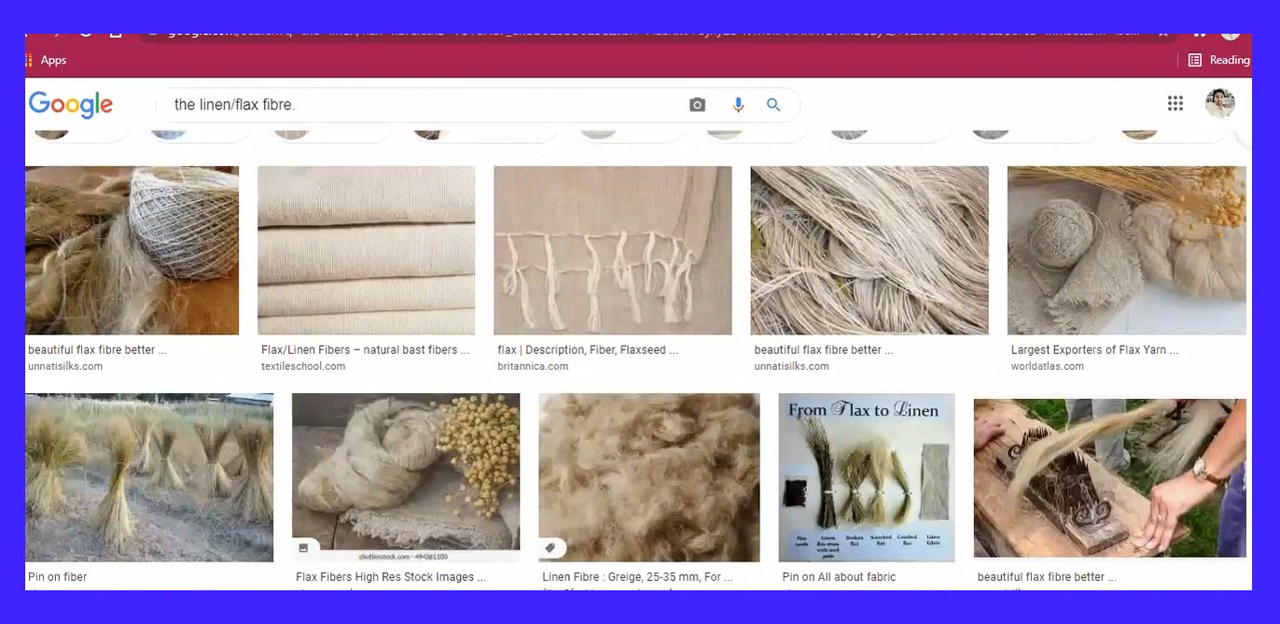 Apps
Reading
Google
the linen/flax fibre.
beautiful flax fibre better ...
unnatisilks.com
Flax/Linen Fibers – natural bast fibers ...
textileschool.com
flax | Description, Fiber, Flaxseed ...
britannica.com
beautiful flax fibre better ...
unnatisilks.com
Largest Exporters of Flax Yarn ...
worldatlas.com
From Flax to Linen
Pin on fiber
Flax Fibers High Res Stock Images ...
Linen Fibre : Greige, 25-35 mm, For ...
Pin on All about fabric
beautiful flax fibre better ...